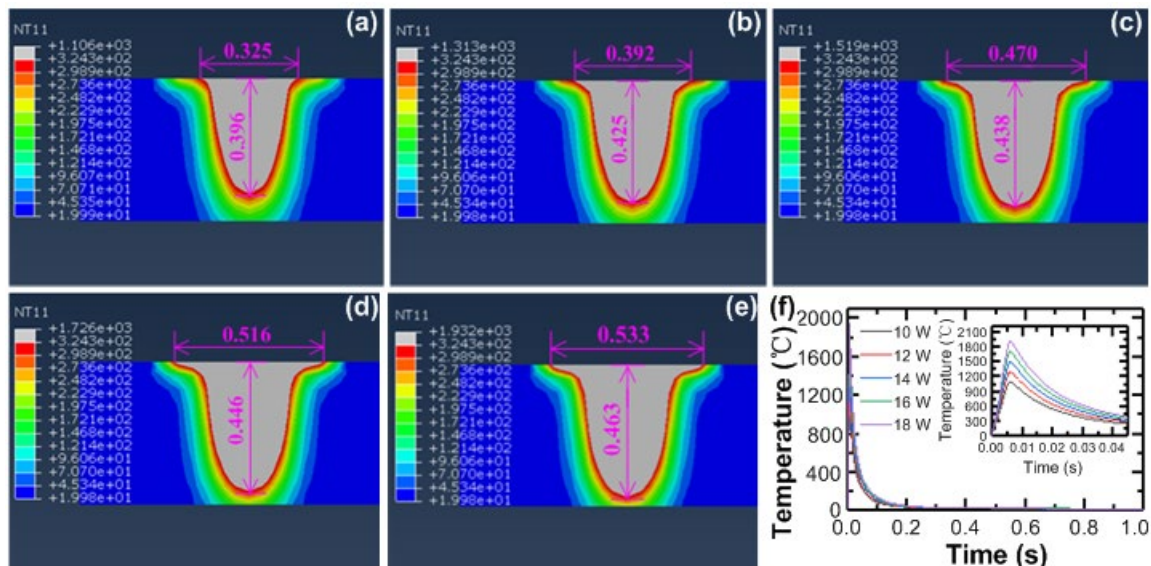 (a)
NT11
+1.106e+03
+3.243e+02
+2.989e+02
+2.736e+02
+2.482e+02
+2.229e+02
+1.975e+02
+1.721e+02
+1.468e+02
+1.214e+02
+9.607e+01
+7.071e+01
+4.535e+01
+1.999e+01
0.325
0.396
(b)
NT11
+1.313e+03
+3.243e+02
+2.989e+02
+2.736e+02
+2.482e+02
+2.229e+02
+1.975e+02
+1.721e+02
+1.468e+02
+1.214e+02
+9.607e+01
+7.071e+01
+4.535e+01
+1.998e+01
0.392
0.425
(c)
NT11
+1.519e+03
+3.243e+02
+2.989e+02
+2.736e+02
+2.482e+02
+2.229e+02
+1.975e+02
+1.721e+02
+1.468e+02
+1.214e+02
+9.607e+01
+7.071e+01
+4.534e+01
+1.998e+01
0.470
0.438
(d)
NT11
+1.726e+03
+3.243e+02
+2.989e+02
+2.736e+02
+2.482e+02
+2.229e+02
+1.975e+02
+1.721e+02
+1.468e+02
+1.214e+02
+9.607e+01
+7.070e+01
+4.534e+01
+1.998e+01
0.516
0.446
(e)
NT11
+1.932e+03
+3.243e+02
+2.989e+02
+2.736e+02
+2.482e+02
+2.229e+02
+1.975e+02
+1.721e+02
+1.468e+02
+1.214e+02
+9.607e+01
+7.070e+01
+4.534e+01
+1.998e+01
0.533
0.463
(f)
Temperature (°C)
2000
1600
1200
800
400
0
0.0 0.2 0.4 0.6 0.8 1.0
Time (s)
10 W
12 W
14 W
16 W
18 W
Temperature (°C)
2100
1800
1500
1200
900
600
300
0
0.00 0.01 0.02 0.03 0.04
Time (s)